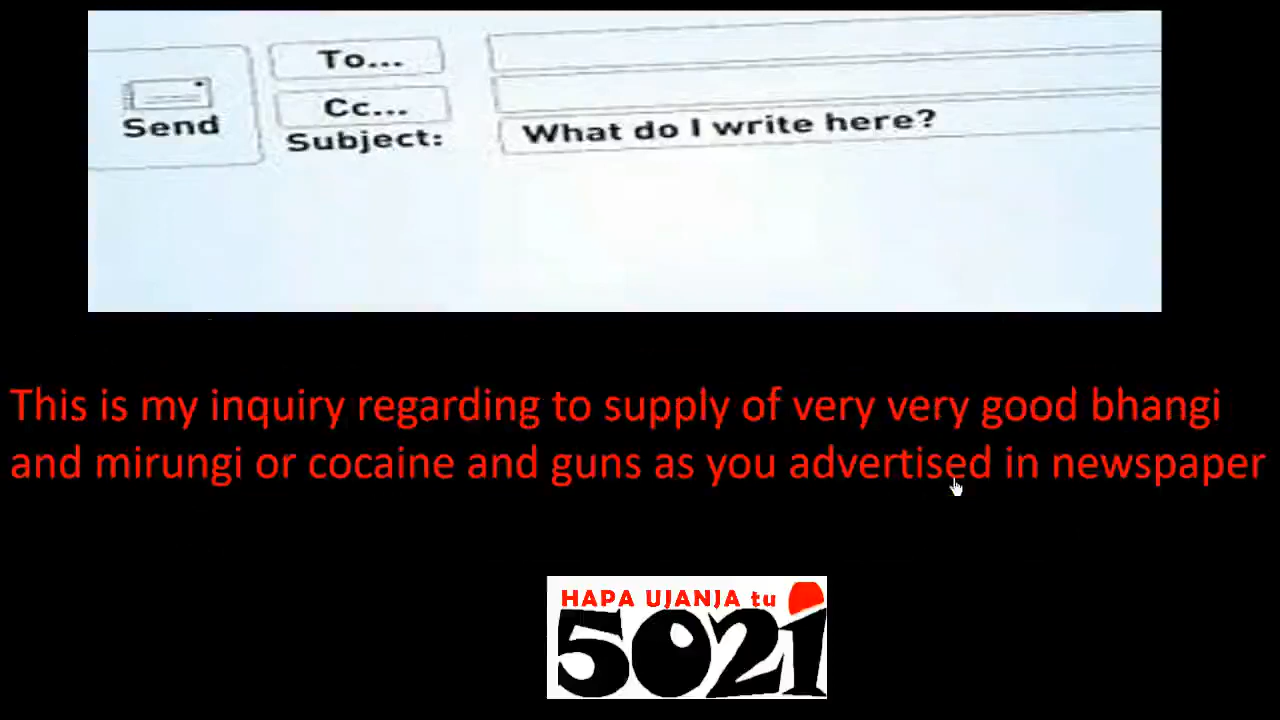 To...
Cc...
Send
Subject: What do I write here?
This is my inquiry regarding to supply of very very good bhangi
and mirungi or cocaine and guns as you advertised in newspaper
HAPA UJANJA tu
5021